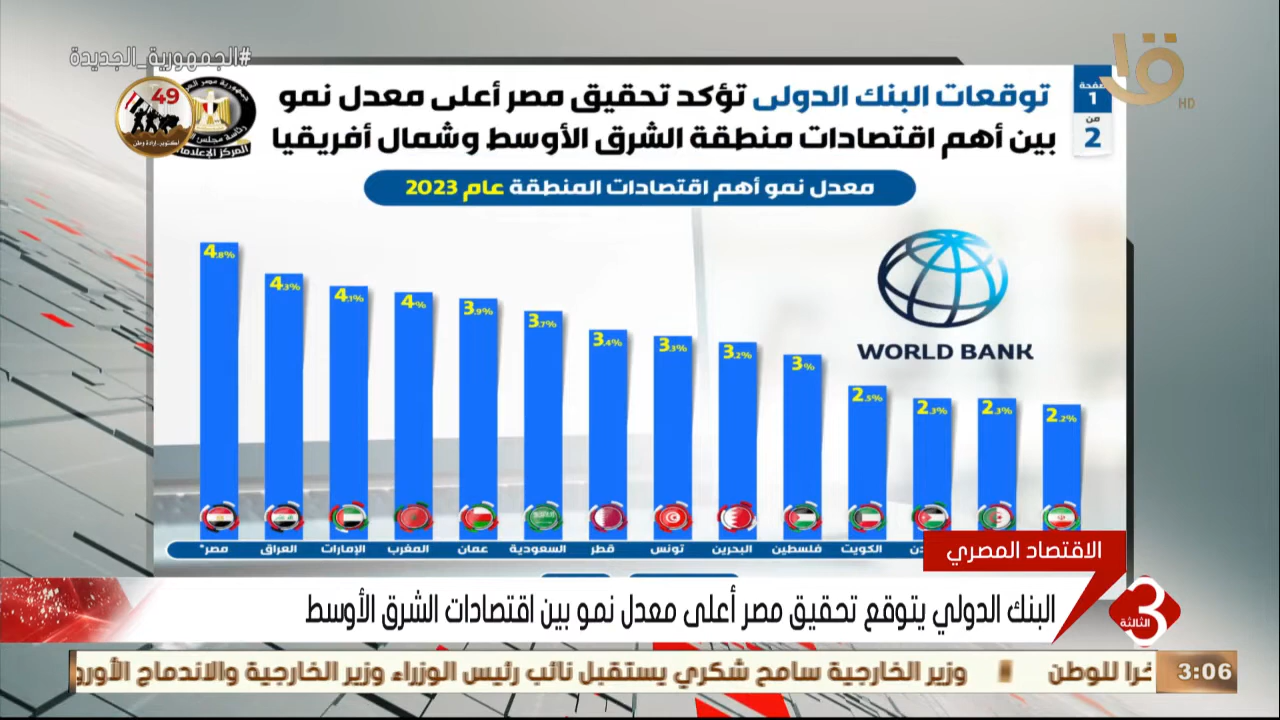 #الجمهورية_الجديدة
HD
49
أكتوبر.. إرادة وطن
صفحة
1
من
2
توقعات البنك الدولى تؤكد تحقيق مصر أعلى معدل نمو
بين أهم اقتصادات منطقة الشرق الأوسط وشمال أفريقيا
معدل نمو أهم اقتصادات المنطقة عام 2023
WORLD BANK
4.8% 4.3% 4.1% 4% 3.9% 3.7% 3.4% 3.3% 3.2% 3% 2.5% 2.3% 2.3% 2.2%
مصر* العراق الإمارات المغرب عمان السعودية قطر تونس البحرين فلسطين الكويت
الاقتصاد المصري
البنك الدولي يتوقع تحقيق مصر أعلى معدل نمو بين اقتصادات الشرق الأوسط
3
الثالثة
للوطن وزير الخارجية سامح شكري يستقبل نائب رئيس الوزراء وزير الخارجية والاندماج
3:06